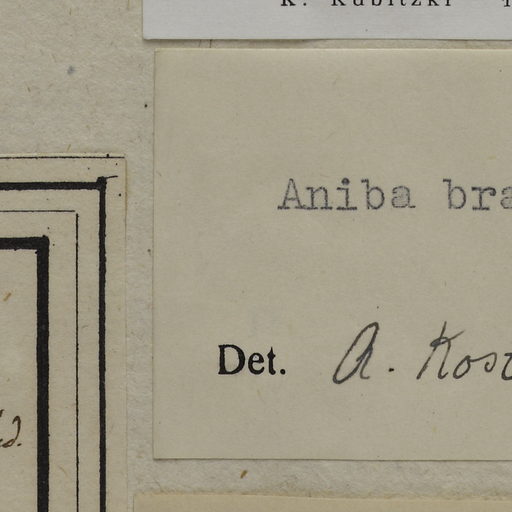 K. Kubitzki
Aniba bra
Det. A. Kos